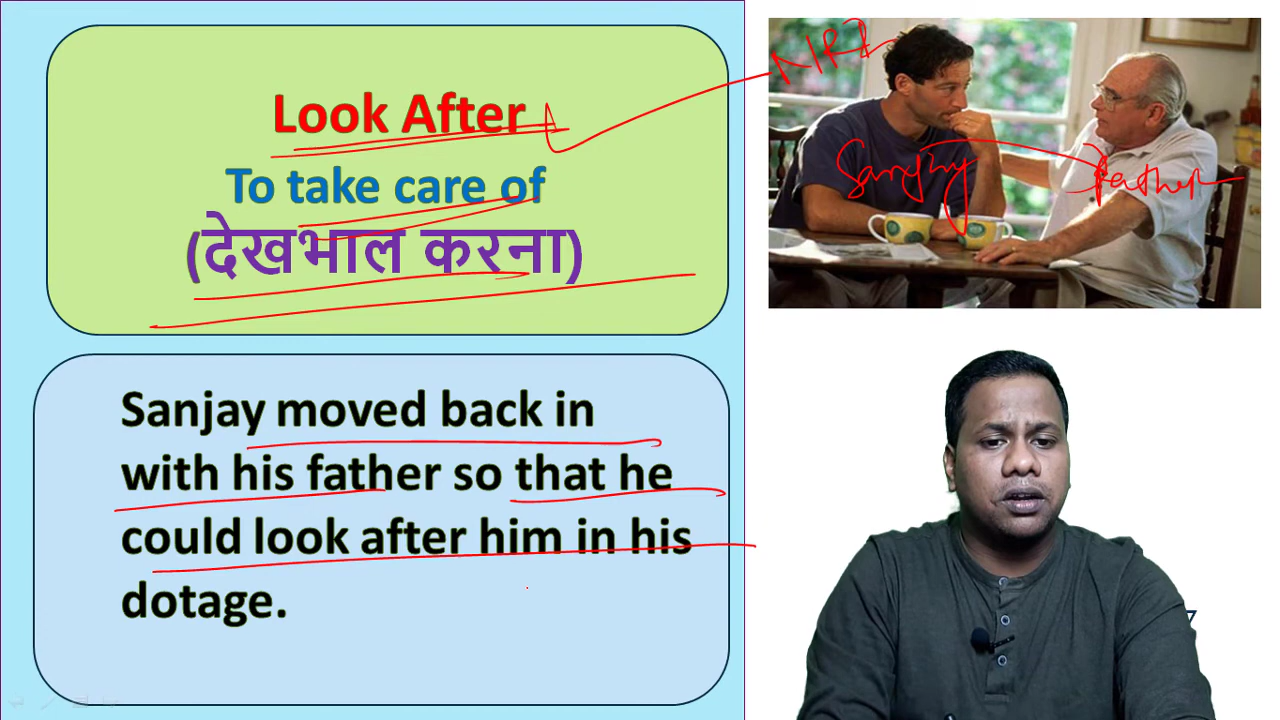 Look After
To take care of
(देखभाल करना)
Sanjay moved back in
with his father so that he
could look after him in his
dotage.
NRI
Sanjay
Father